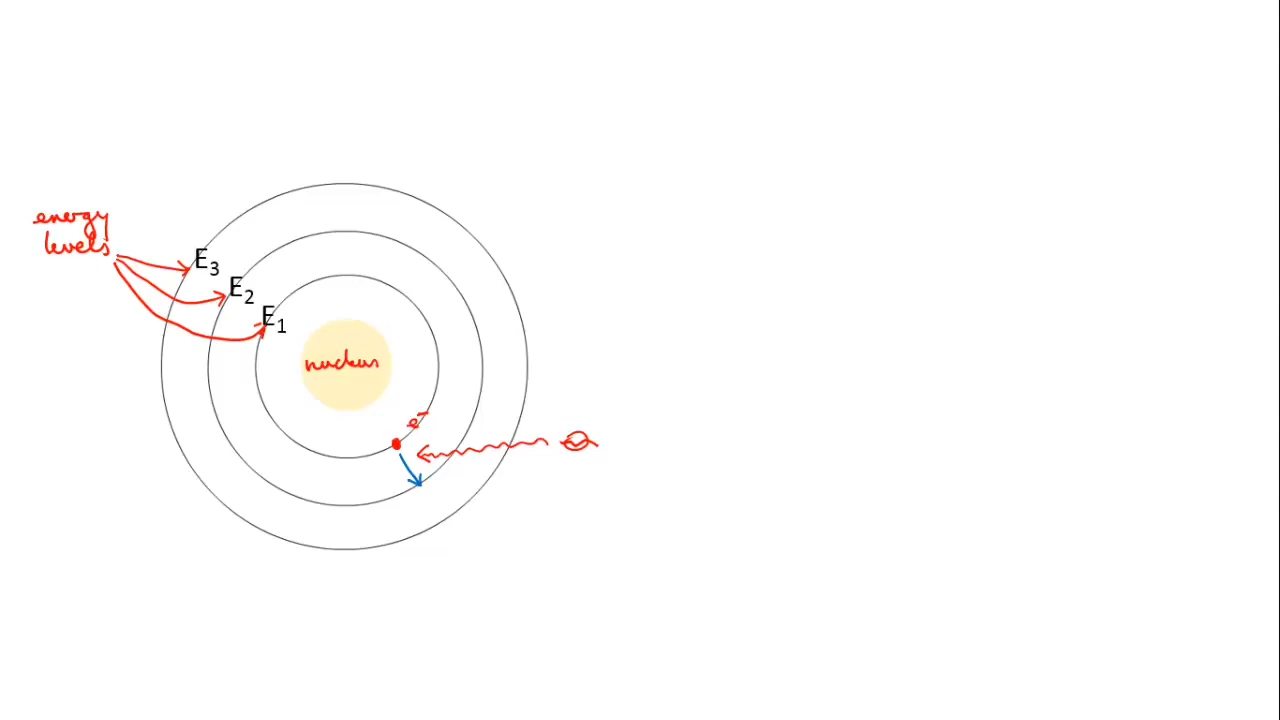 energy
levels
E₃
E₂
E₁
nucleus
e⁻